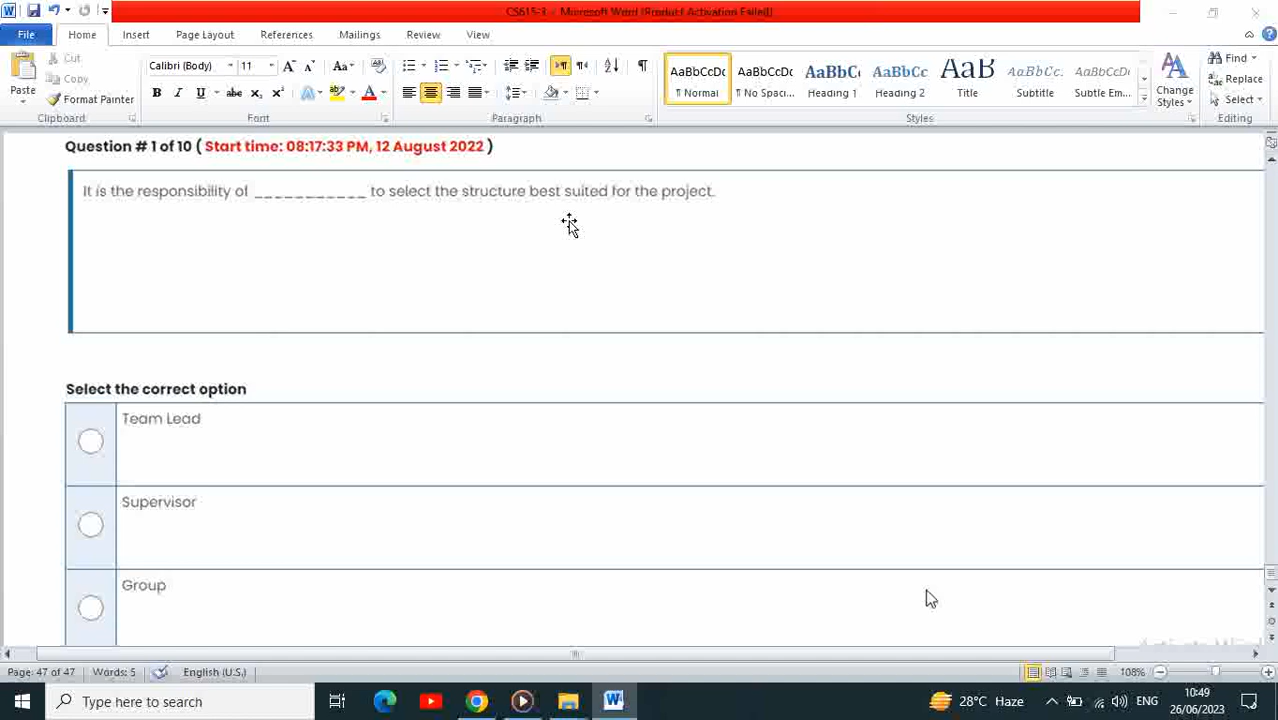 CS615-3 - Microsoft Word (Product Activation Failed)
File Home Insert Page Layout References Mailings Review View
Paste Cut Copy Format Painter
Calibri (Body) 11
AaBbCcDc AaBbCcDc AaBbC AaBbCc AaB AaBbCc. AaBbCcDi
¶ Normal ¶ No Spaci... Heading 1 Heading 2 Title Subtitle Subtle Em...
Change Styles
Find Replace Select
Clipboard Font Paragraph Styles Editing
Question # 1 of 10 ( Start time: 08:17:33 PM, 12 August 2022 )
It is the responsibility of ___________ to select the structure best suited for the project.
Select the correct option
Team Lead
Supervisor
Group
Page: 47 of 47 Words: 5 English (U.S.) 108%
Type here to search 28°C Haze ENG 10:49
26/06/2023